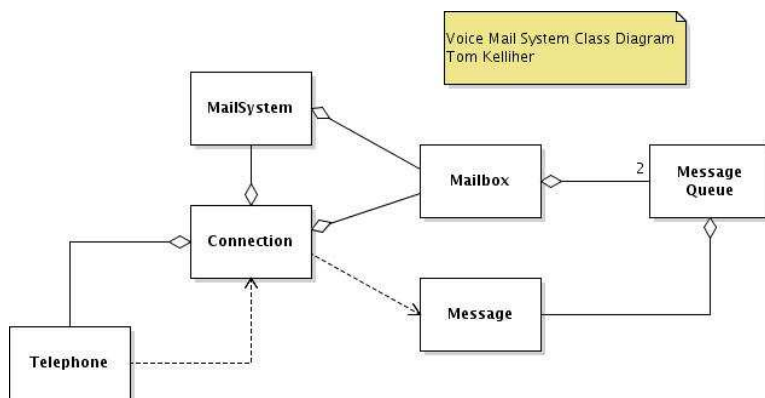 Voice Mail System Class Diagram
Tom Kelliher
MailSystem
Mailbox
2
Message
Queue
Connection
Message
Telephone